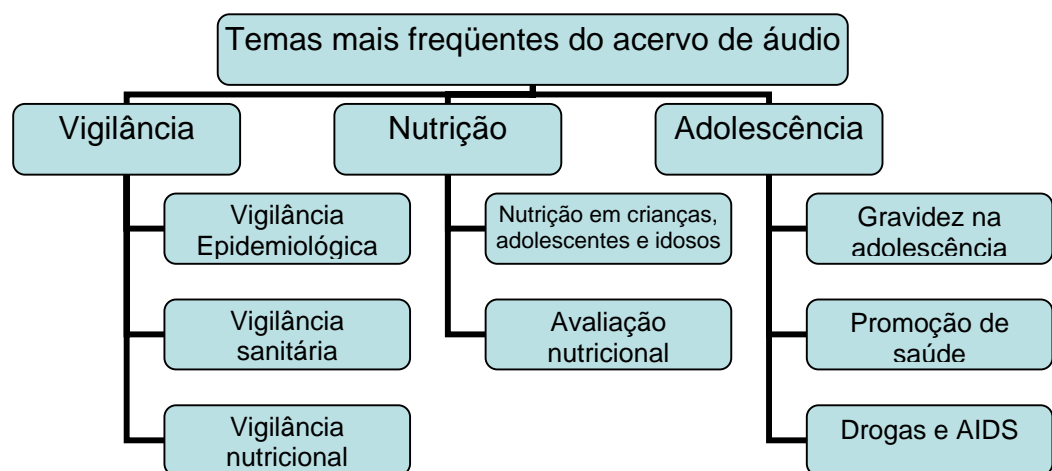 Temas mais freqüentes do acervo de áudio
Vigilância
Nutrição
Adolescência
Vigilância
Epidemiológica
Nutrição em crianças,
adolescentes e idosos
Gravidez na
adolescência
Vigilância
sanitária
Avaliação
nutricional
Promoção de
saúde
Vigilância
nutricional
Drogas e AIDS